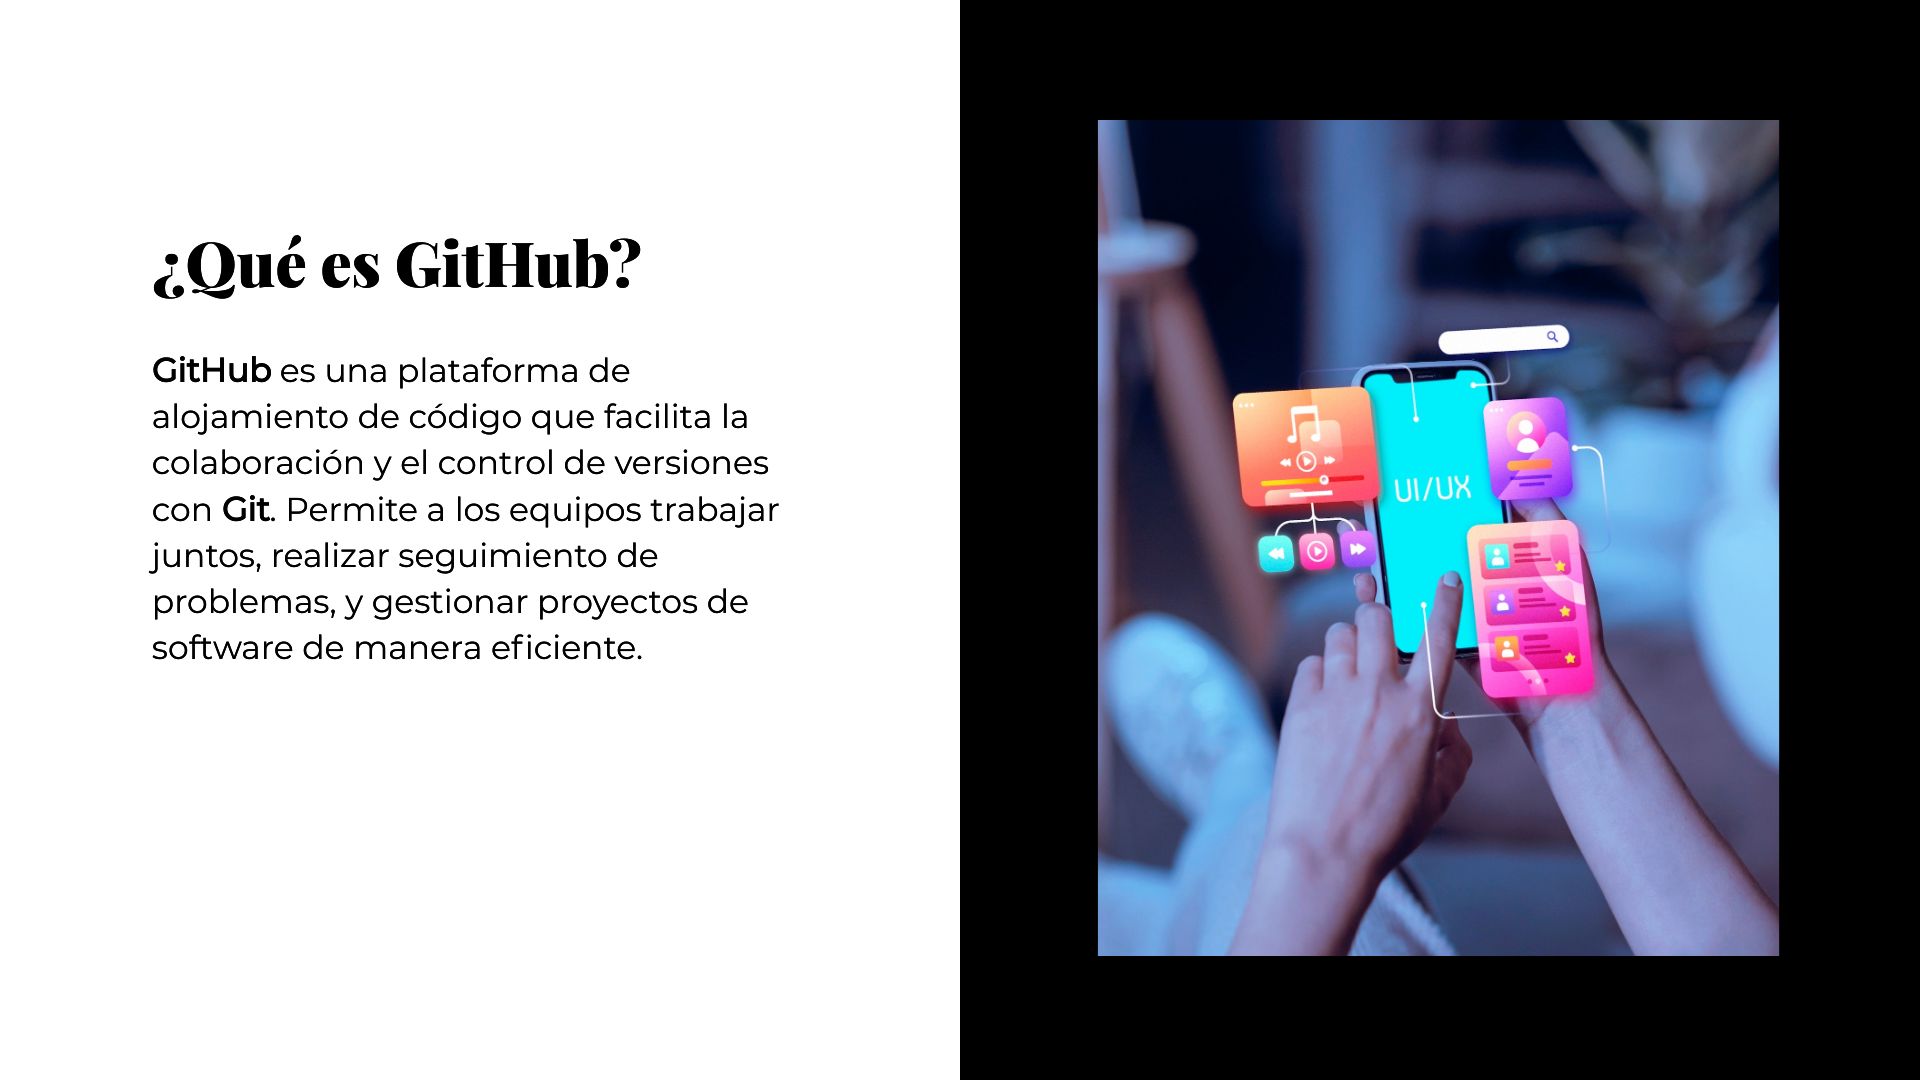 ¿Qué es GitHub?
GitHub es una plataforma de
alojamiento de código que facilita la
colaboración y el control de versiones
con Git. Permite a los equipos trabajar
juntos, realizar seguimiento de
problemas, y gestionar proyectos de
software de manera eficiente.
UI/UX